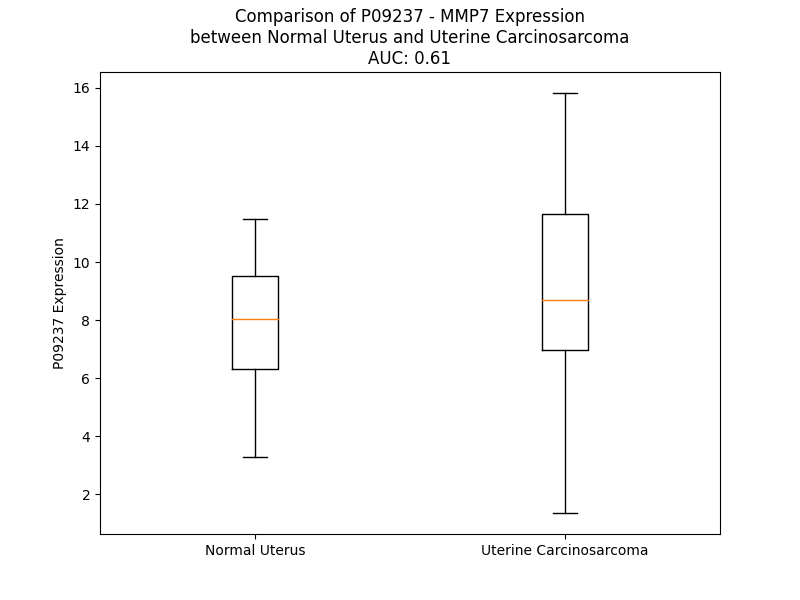 Comparison of P09237 - MMP7 Expression
between Normal Uterus and Uterine Carcinosarcoma
AUC: 0.61
16
14
12
10
8
6
4
2
P09237 Expression
Normal Uterus
Uterine Carcinosarcoma